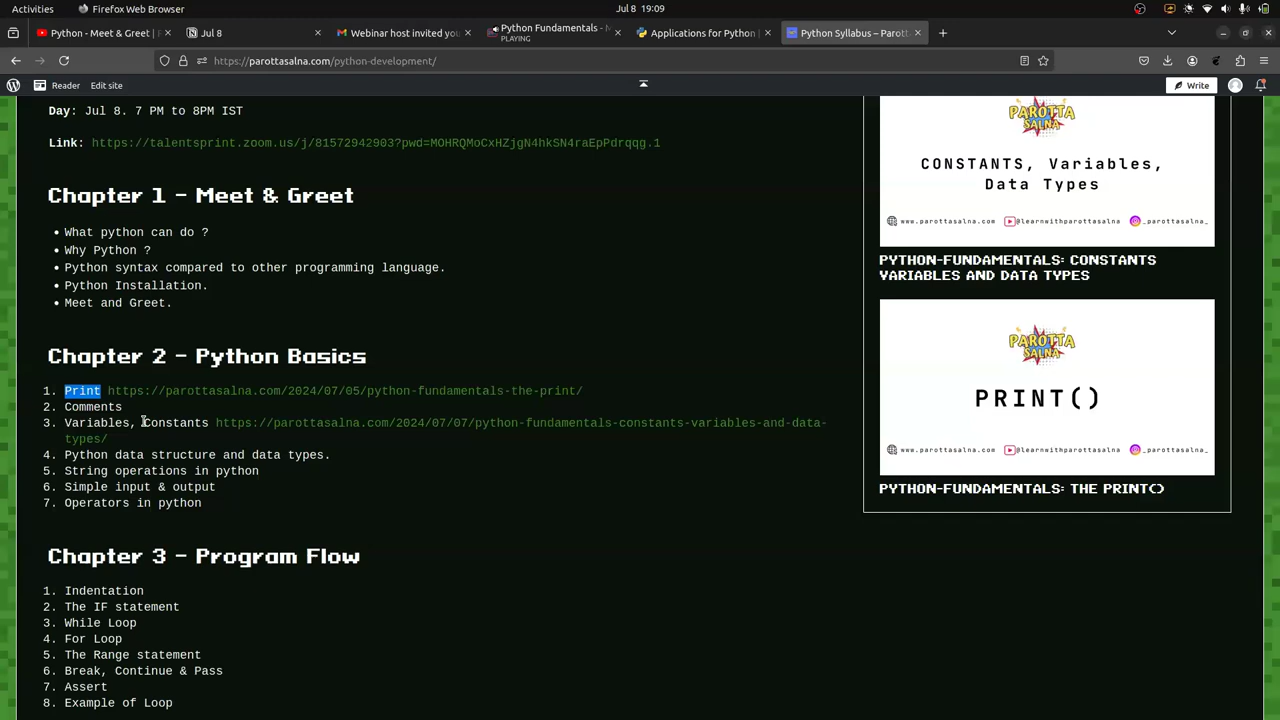 Activities
Firefox Web Browser
Jul 8 19:09
Python - Meet & Greet |
Jul 8
Webinar host invited you
Python Fundamentals -
PLAYING
Applications for Python |
Python Syllabus – Parott
https://parottasalna.com/python-development/
Reader
Edit site
Write
Day: Jul 8. 7 PM to 8PM IST
Link: https://talentsprint.zoom.us/j/81572942903?pwd=MOHRQMoCxHZjgN4hkSN4raEpPdrqqg.1
Chapter 1 - Meet & Greet
What python can do ?
Why Python ?
Python syntax compared to other programming language.
Python Installation.
Meet and Greet.
Chapter 2 - Python Basics
1. Print https://parottasalna.com/2024/07/05/python-fundamentals-the-print/
2. Comments
3. Variables, Constants https://parottasalna.com/2024/07/07/python-fundamentals-constants-variables-and-data-
types/
4. Python data structure and data types.
5. String operations in python
6. Simple input & output
7. Operators in python
Chapter 3 - Program Flow
1. Indentation
2. The IF statement
3. While Loop
4. For Loop
5. The Range statement
6. Break, Continue & Pass
7. Assert
8. Example of Loop
PAROTTA
SALNA
CONSTANTS, Variables,
Data Types
www.parottasalna.com @learnwithparottasalna _parottasalna_
PYTHON-FUNDAMENTALS: CONSTANTS
VARIABLES AND DATA TYPES
PAROTTA
SALNA
PRINT()
www.parottasalna.com @learnwithparottasalna _parottasalna_
PYTHON-FUNDAMENTALS: THE PRINT()